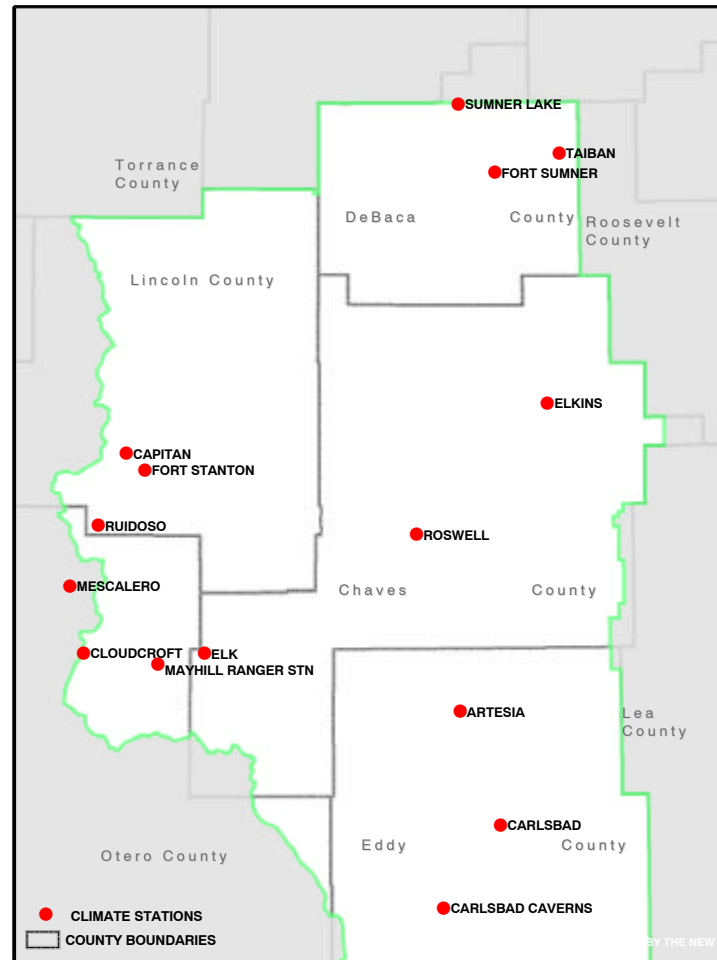 SUMNER LAKE
TAIBAN
Torrance
County
FORT SUMNER
DeBaca County
Roosevelt
County
Lincoln County
ELKINS
CAPITAN
FORT STANTON
RUIDOSO
ROSWELL
MESCALERO
Chaves County
CLOUDCROFT
ELK
MAYHILL RANGER STN
ARTESIA
Lea
County
CARLSBAD
Eddy County
Otero County
CARLSBAD CAVERNS
CLIMATE STATIONS
COUNTY BOUNDARIES
BY THE NEW